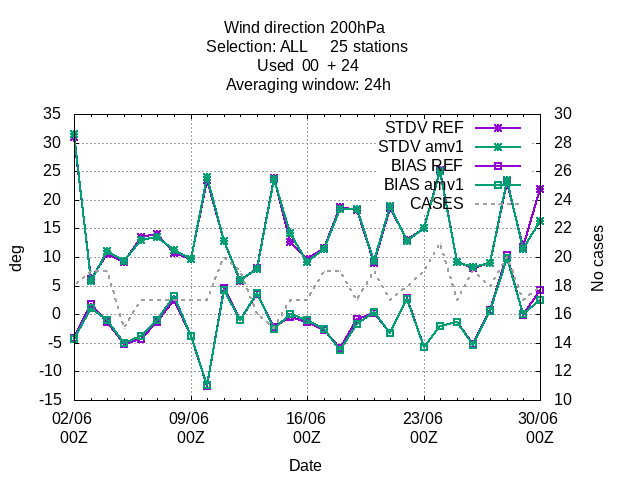 Wind direction 200hPa
Selection: ALL 25 stations
Used 00 + 24
Averaging window: 24h
35
30
25
20
15
10
5
0
-5
-10
-15
deg
30
28
26
24
22
20
18
16
14
12
10
No cases
STDV REF
STDV amv1
BIAS REF
BIAS amv1
CASES
02/06 09/06 16/06 23/06 30/06
00Z 00Z 00Z 00Z 00Z
Date